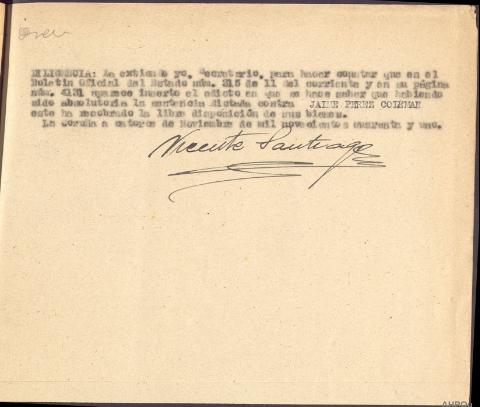 DILIGENCIA: La extiendo yo, Secretario, para hacer constar que en el
Boletin Oficial del Estado núm. 315 de 11 del corriente y en su página
núm. 4131 aparece inserto el edicto en que se hace saber que habiendo
sido absolutoria la sentencia dictada contra JAIME PEREZ COLEMAN
este ha recobrado la libre disposición de sus bienes.
La coruña a catorce de Noviembre de mil novecientos cuarenta y uno.
Vicente Santiago